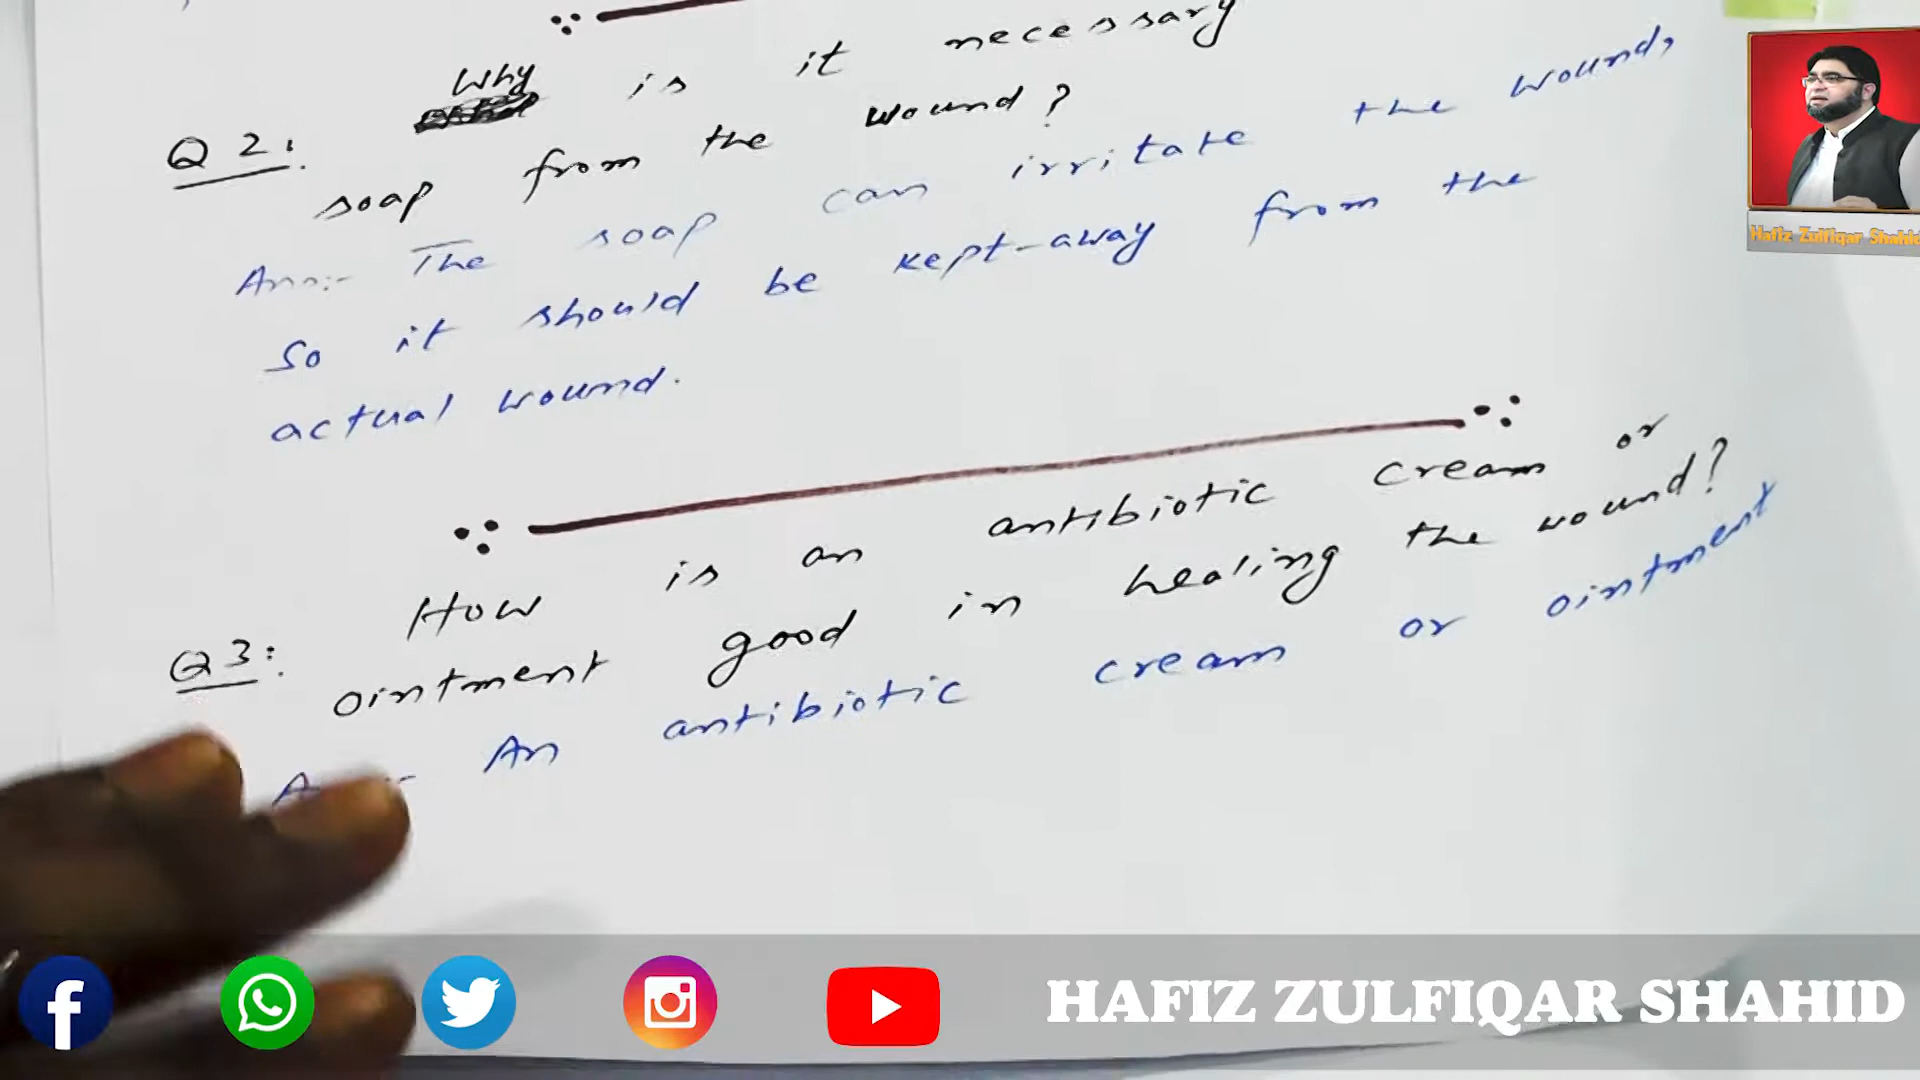 Q 2: Why is it necessary
soap from the wound?
Ans:- The soap can irritate the wound,
So it should be kept-away from the
actual wound.
Q3: How is an antibiotic cream or
ointment good in healing the wound?
An antibiotic cream or ointment
Hafiz Zulfiqar Shahid
HAFIZ ZULFIQAR SHAHID